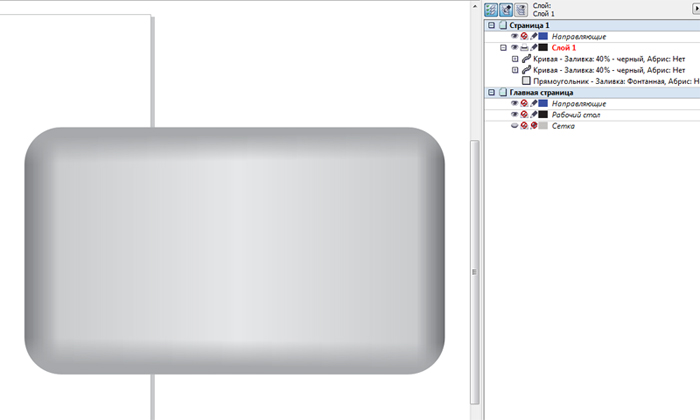 Слой:
Слой 1
Страница 1
Направляющие
Слой 1
Кривая - Заливка: 40% - черный, Абрис: Нет
Кривая - Заливка: 40% - черный, Абрис: Нет
Прямоугольник - Заливка: Фонтанная, Абрис: Н
Главная страница
Направляющие
Рабочий стол
Сетка